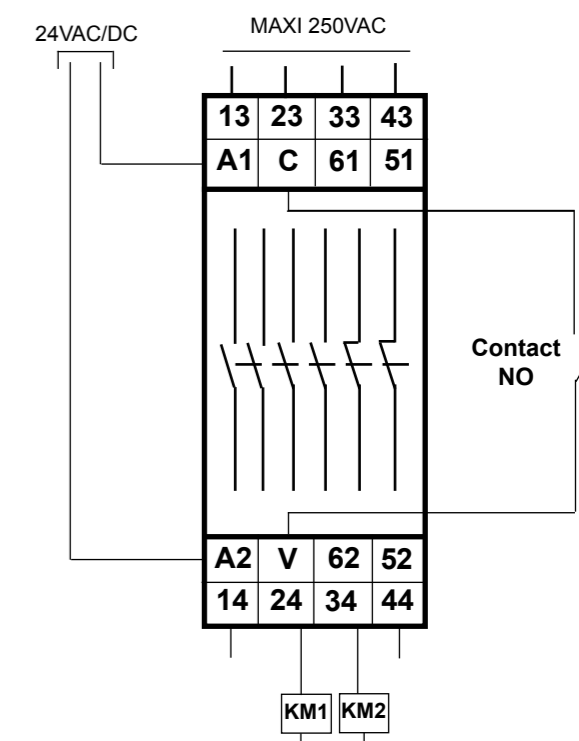 24VAC/DC
MAXI 250VAC
13 23 33 43
A1 C 61 51
Contact
NO
A2 V 62 52
14 24 34 44
KM1 KM2